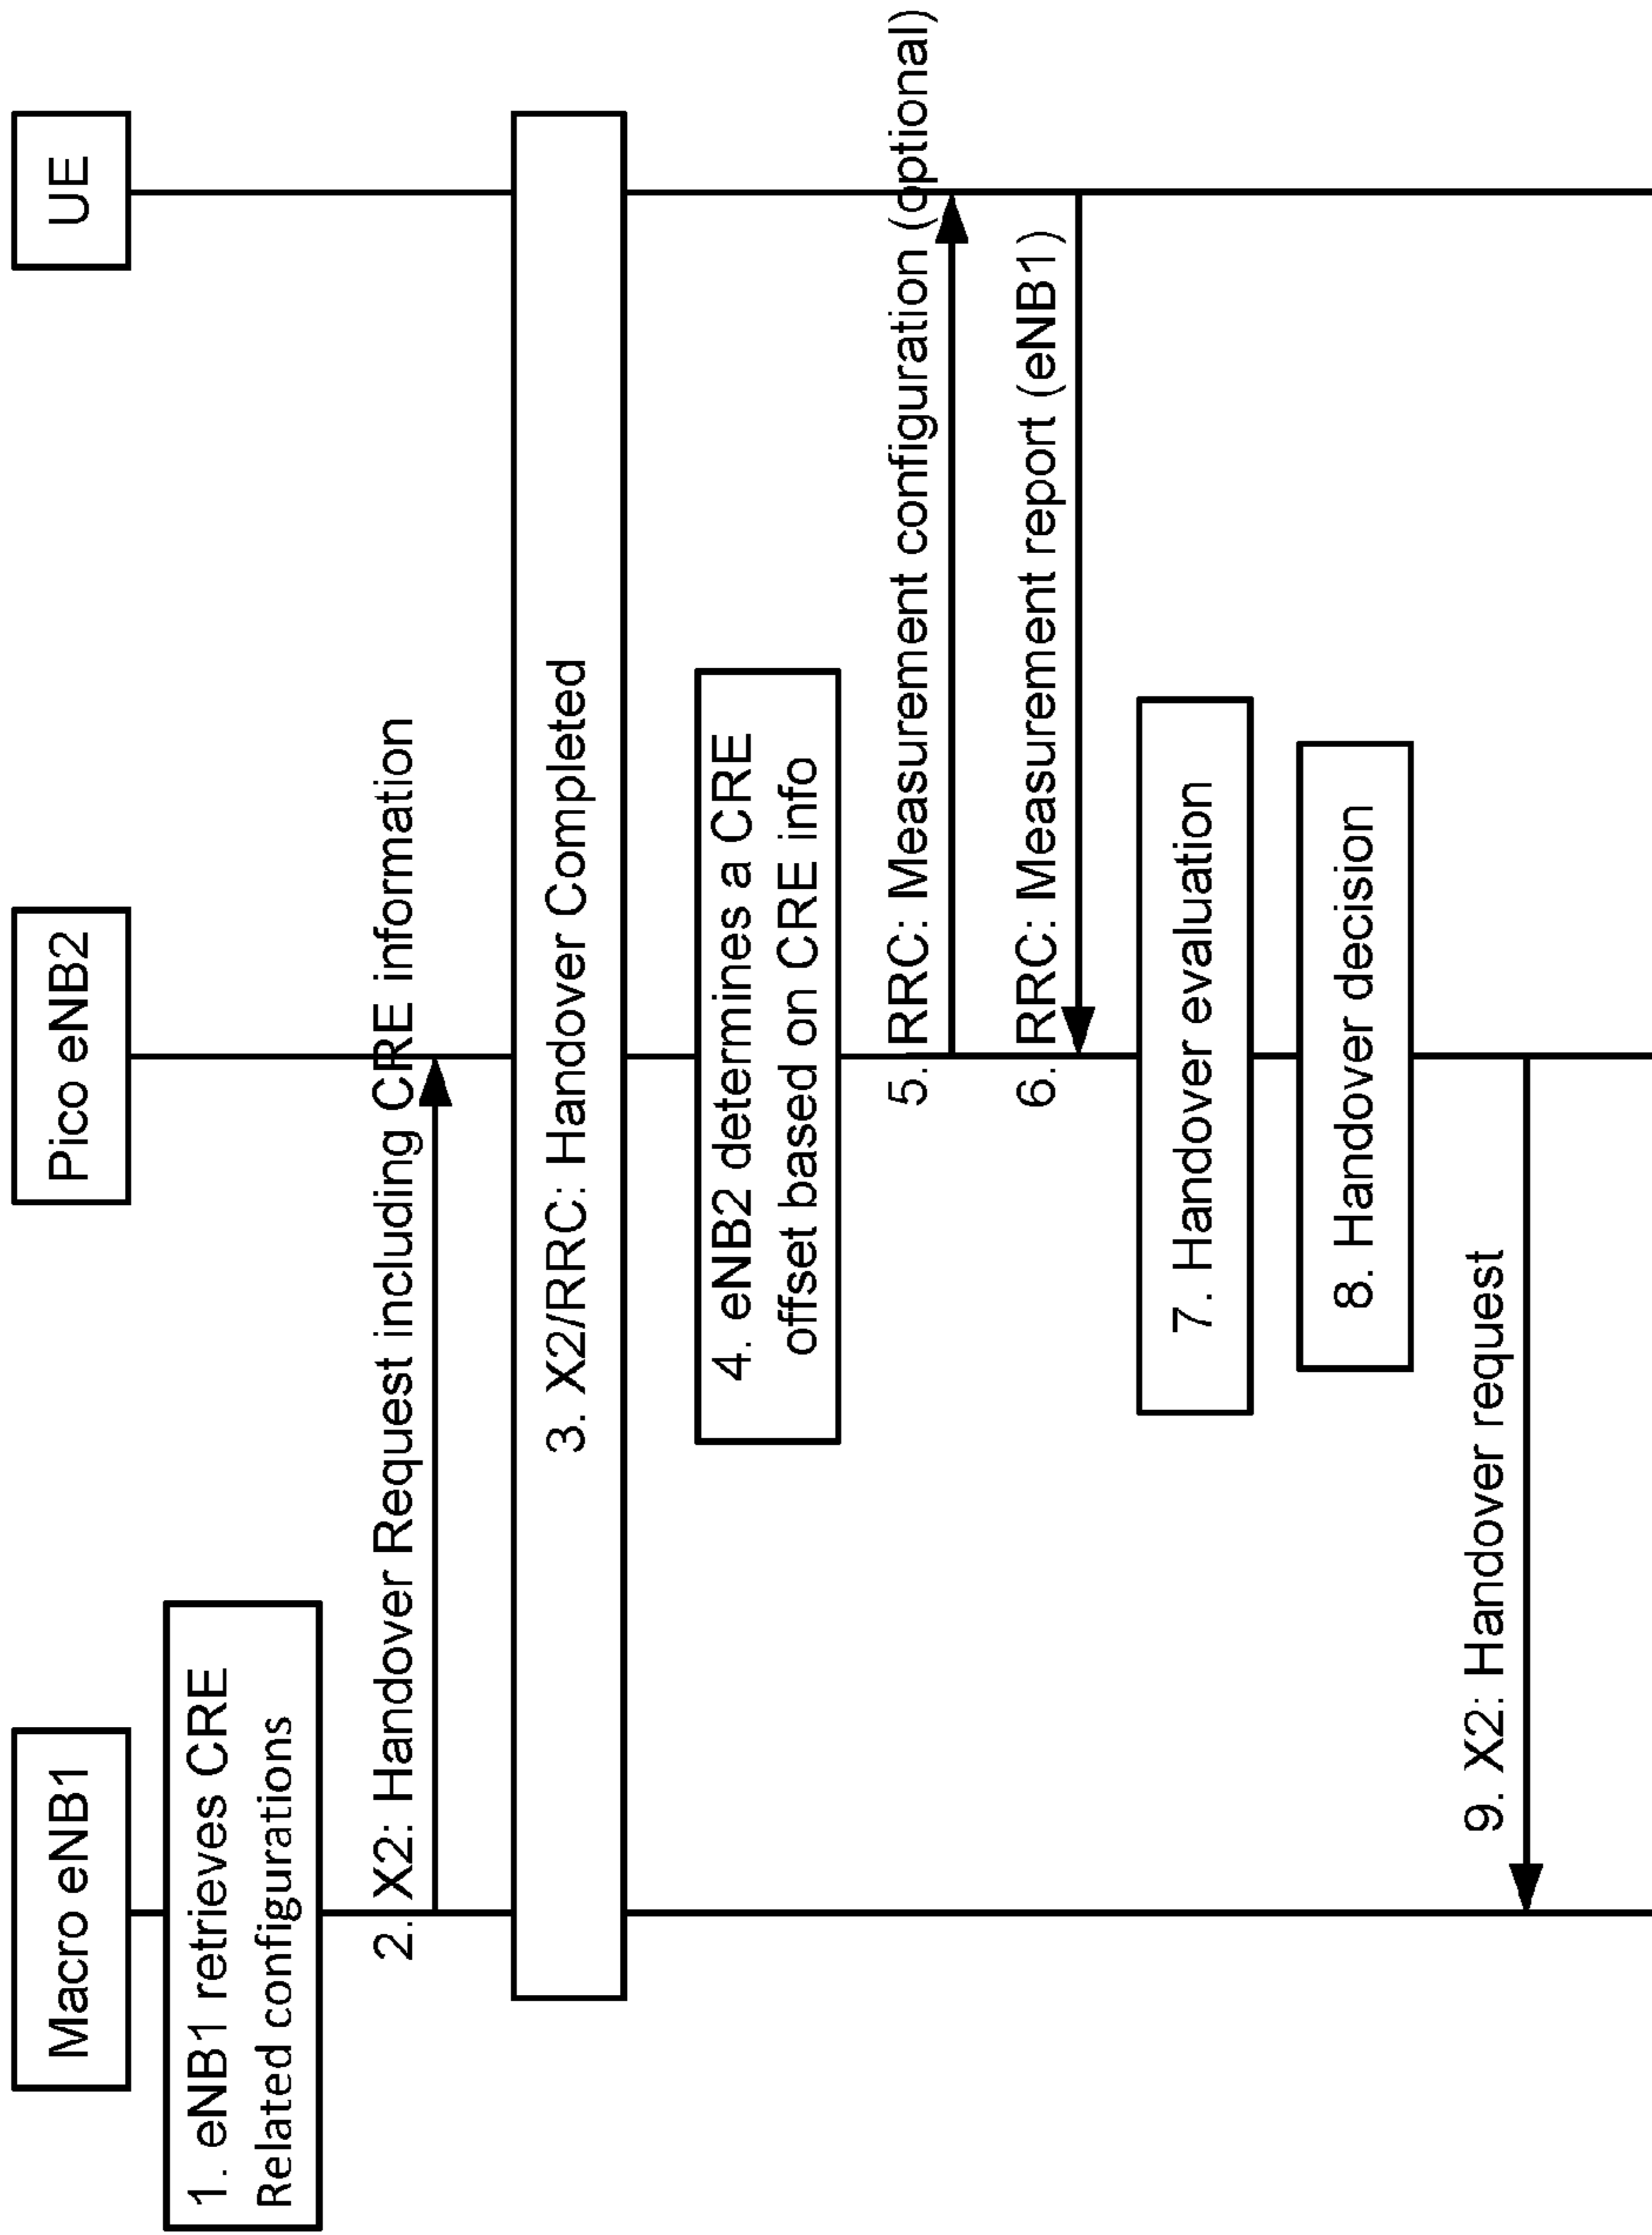 Macro eNB1
Pico eNB2
UE
1. eNB1 retrieves CRE
Related configurations
2. X2: Handover Request including CRE information
3. X2/RRC: Handover Completed
4. eNB2 determines a CRE
offset based on CRE info
5. RRC: Measurement configuration (optional)
6. RRC: Measurement report (eNB1)
7. Handover evaluation
8. Handover decision
9. X2: Handover request